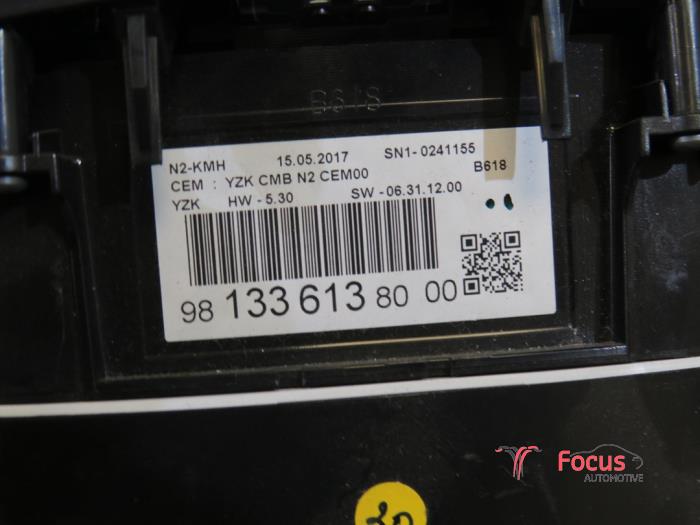 B618
N2-KMH 15.05.2017 SN1- 0241155
CEM : YZK CMB N2 CEM00 B618
YZK HW - 5.30 SW - 06.31.12.00
98 133 613 80 00
Focus
AUTOMOTIVE